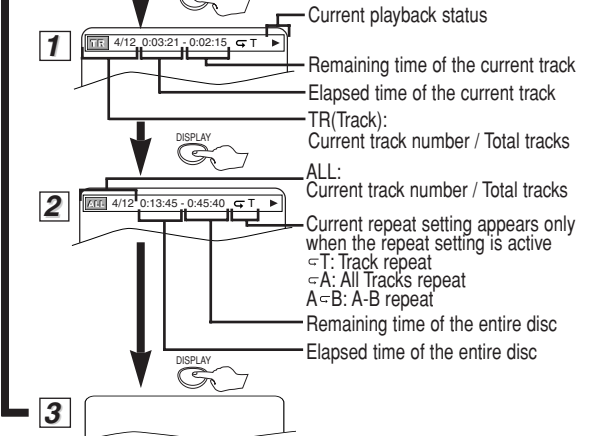 Current playback status
1
TR 4/12 0:03:21 - 0:02:15 T ►
Remaining time of the current track
Elapsed time of the current track
TR(Track):
Current track number / Total tracks
DISPLAY
ALL:
Current track number / Total tracks
2
ALL 4/12 0:13:45 - 0:45:40 T ►
Current repeat setting appears only
when the repeat setting is active
T: Track repeat
A: All Tracks repeat
A B: A-B repeat
Remaining time of the entire disc
Elapsed time of the entire disc
DISPLAY
3